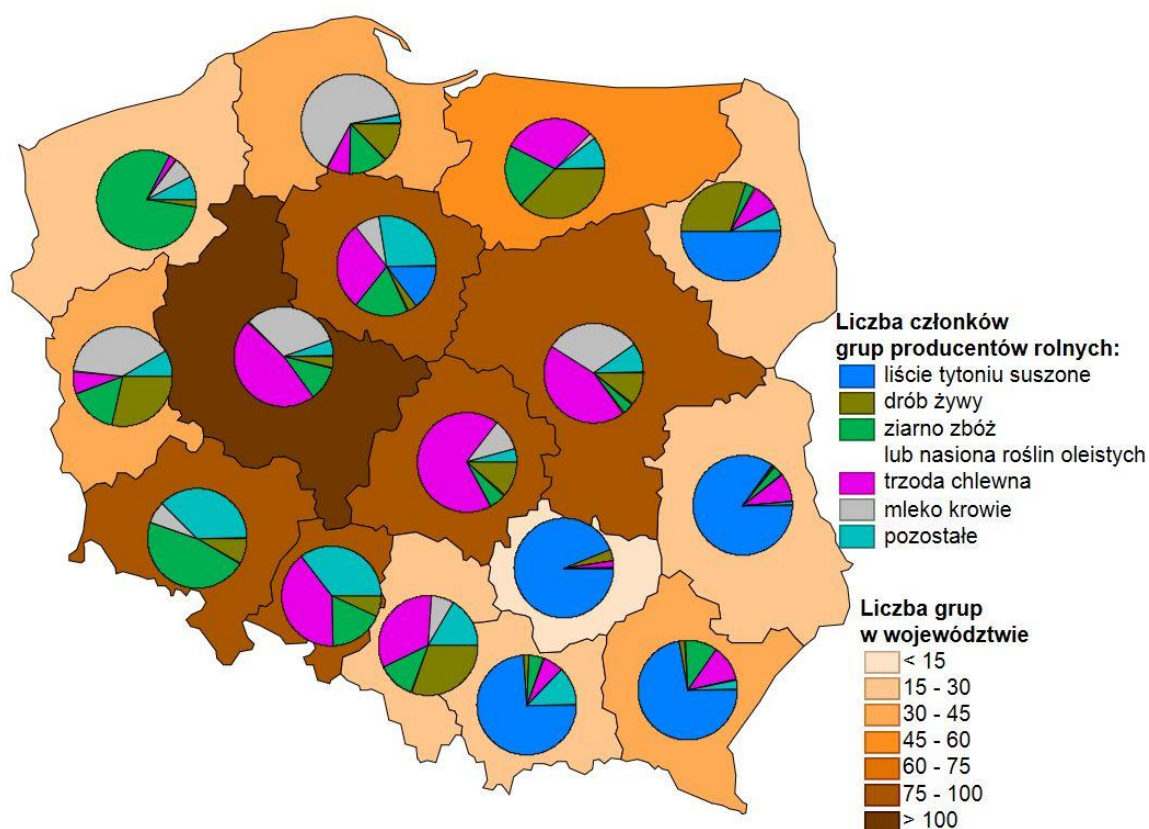 Liczba członków
grup producentów rolnych:
liście tytoniu suszone
drób żywy
ziarno zbóż
lub nasiona roślin oleistych
trzoda chlewna
mleko krowie
pozostałe
Liczba grup
w województwie
< 15
15 - 30
30 - 45
45 - 60
60 - 75
75 - 100
> 100